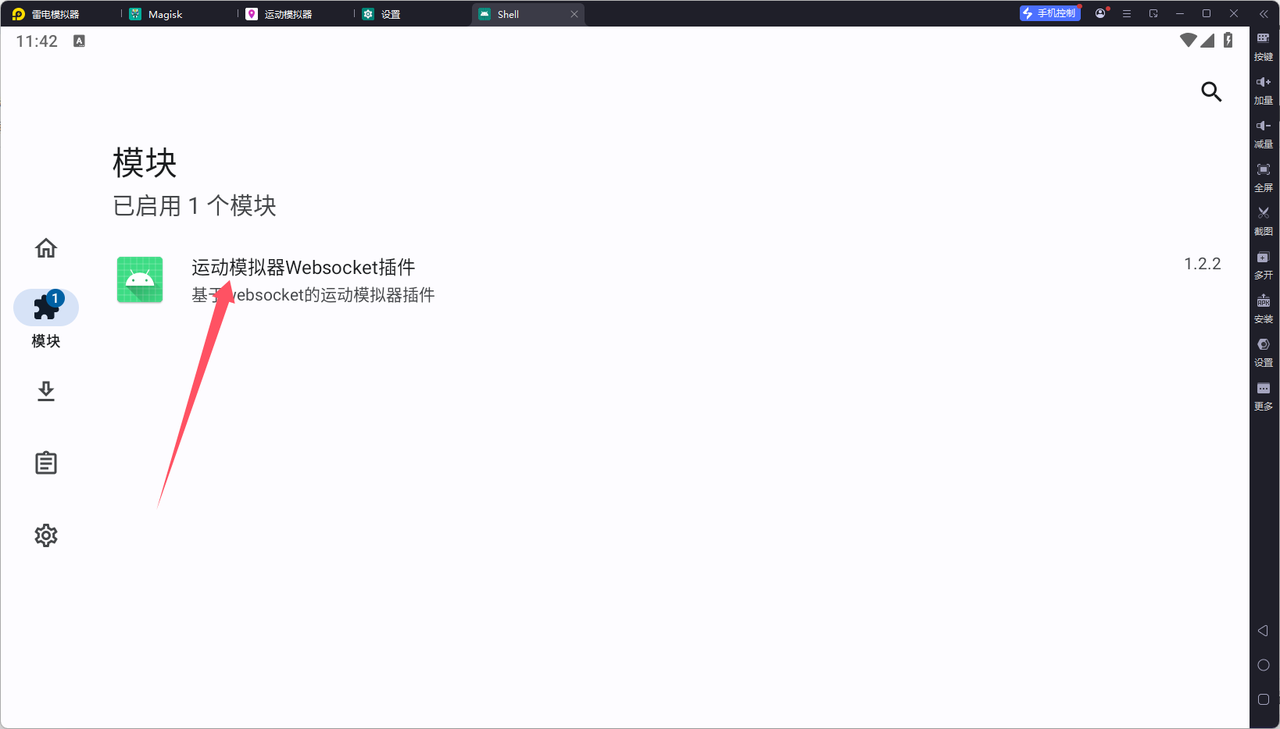 雷电模拟器
Magisk
运动模拟器
设置
Shell
手机控制
11:42
A
按键
加量
减量
全屏
截图
多开
安装
设置
更多
模块
已启用 1 个模块
运动模拟器Websocket插件
1.2.2
基于websocket的运动模拟器插件
1
模块